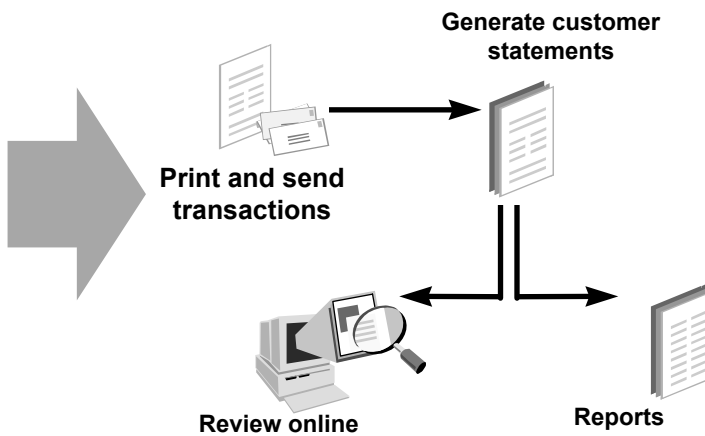 Generate customer
statements
Print and send
transactions
Review online
Reports